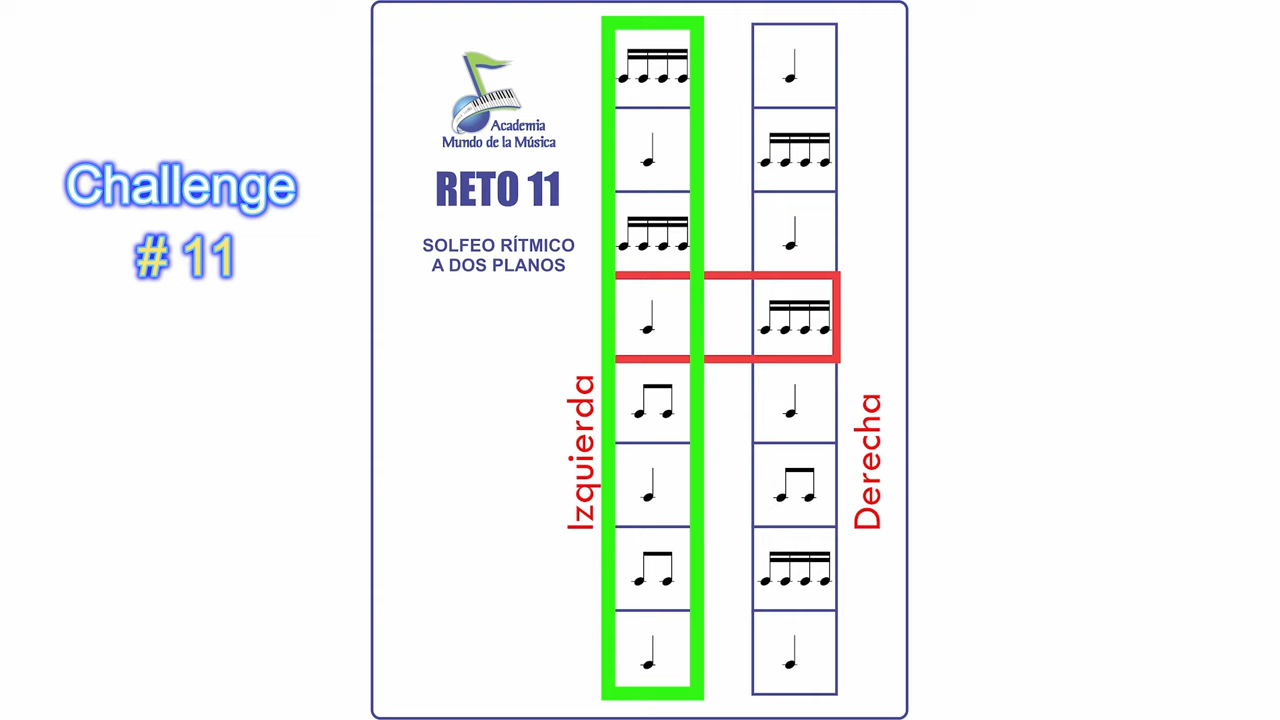 Challenge
# 11
Academia
Mundo de la Música
RETO 11
SOLFEO RÍTMICO
A DOS PLANOS
Izquierda
Derecha